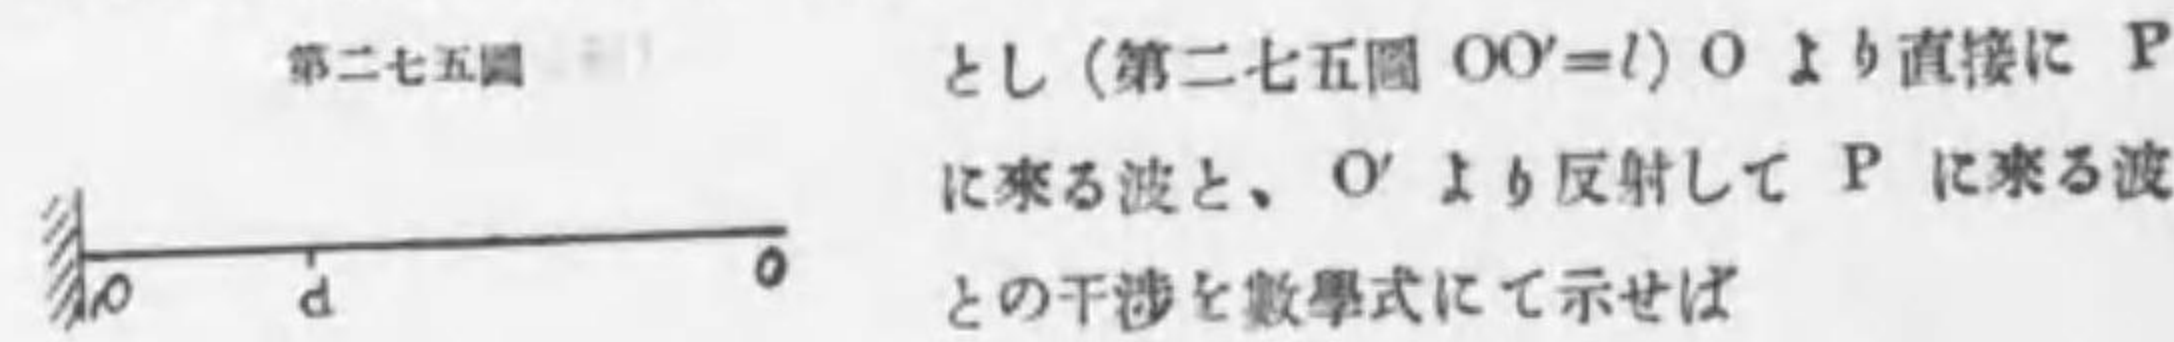 第二七五圖
O' P O
とし（第二七五圖 OO'=l）O より直接に P
に來る波と、O' より反射して P に來る波
との干渉を數學式にて示せば